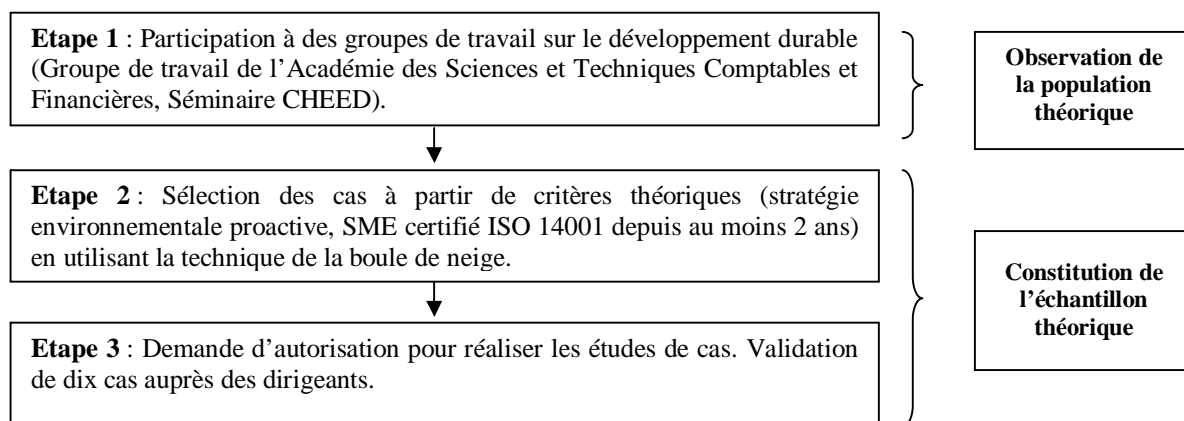 Etape 1 : Participation à des groupes de travail sur le développement durable
(Groupe de travail de l'Académie des Sciences et Techniques Comptables et
Financières, Séminaire CHEED).
Observation de
la population
théorique
Etape 2 : Sélection des cas à partir de critères théoriques (stratégie
environnementale proactive, SME certifié ISO 14001 depuis au moins 2 ans)
en utilisant la technique de la boule de neige.
Etape 3 : Demande d'autorisation pour réaliser les études de cas. Validation
de dix cas auprès des dirigeants.
Constitution de
l'échantillon
théorique